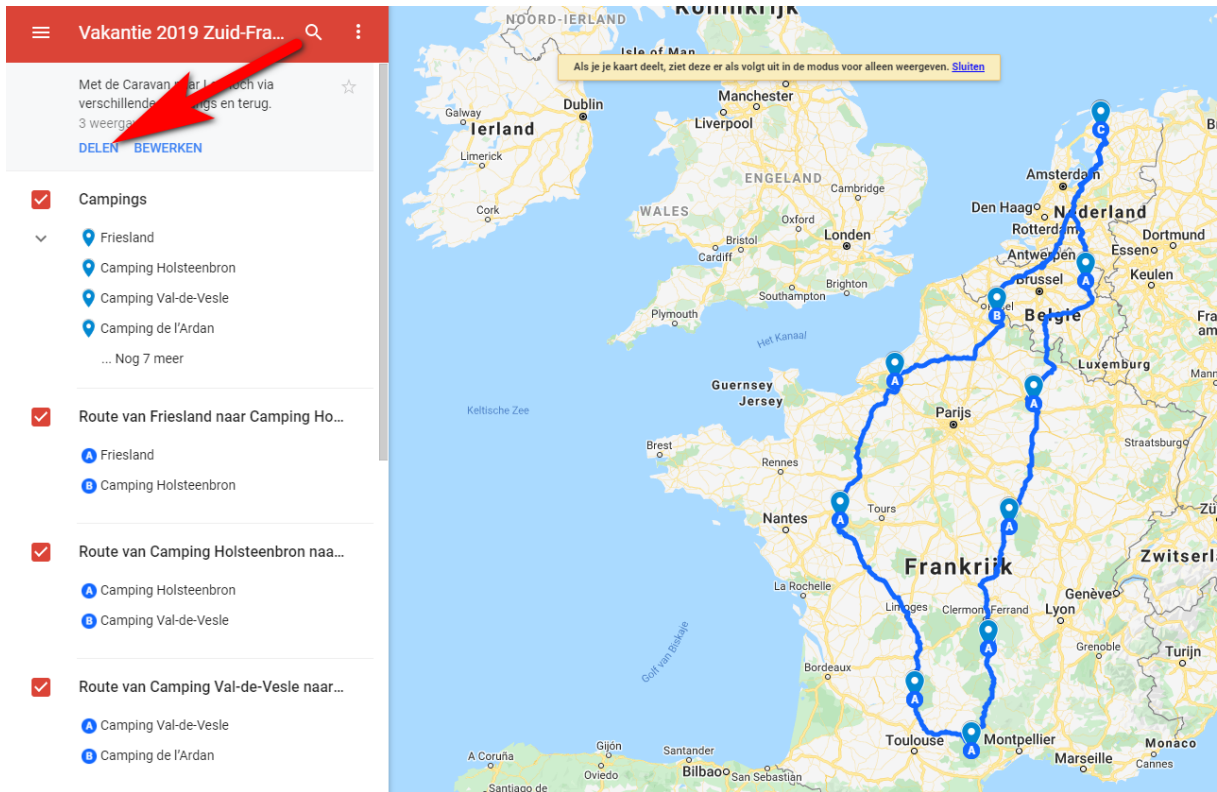 Vakantie 2019 Zuid-Fra...
Met de Caravan
via
verschillende
en terug.
3
DELEN BEWERKEN
Campings
Friesland
Camping Holsteenbron
Camping Val-de-Vesle
Camping de l'Ardan
... Nog 7 meer
Route van Friesland naar Camping Ho...
A Friesland
B Camping Holsteenbron
Route van Camping Holsteenbron naa...
A Camping Holsteenbron
B Camping Val-de-Vesle
Route van Camping Val-de-Vesle naar...
A Camping Val-de-Vesle
B Camping de l'Ardan
NOORD-IERLAND
Isle of Man
Als je je kaart deelt, ziet deze er als volgt uit in de modus voor alleen weergeven. Sluiten
Dublin
Manchester
Galway
Ierland
Liverpool
Limerick
ENGELAND
Cambridge
Cork
WALES
Oxford
Bristol
Londen
Cardiff
Brighton
Southampton
Plymouth
Het Kanaal
Guernsey
Jersey
Keltische Zee
C
Amsterdam
Den Haag
Nederland
Rotterdam
Dortmund
Antwerpen
Essen
Brussel
A
Keulen
B
België
Luxemburg
A
Parijs
A
Brest
Straatsburg
Rennes
Nantes
A
Tours
A
Frankrijk
La Rochelle
Genève
Limoges
Clermont-Ferrand
Lyon
Golf van Biskaje
A
Grenoble
Turijn
Bordeaux
A
Toulouse
A
Montpellier
Marseille
Monaco
Cannes
A Coruña
Gijón
Oviedo
Santander
Bilbao
San Sebastian
Santiago de